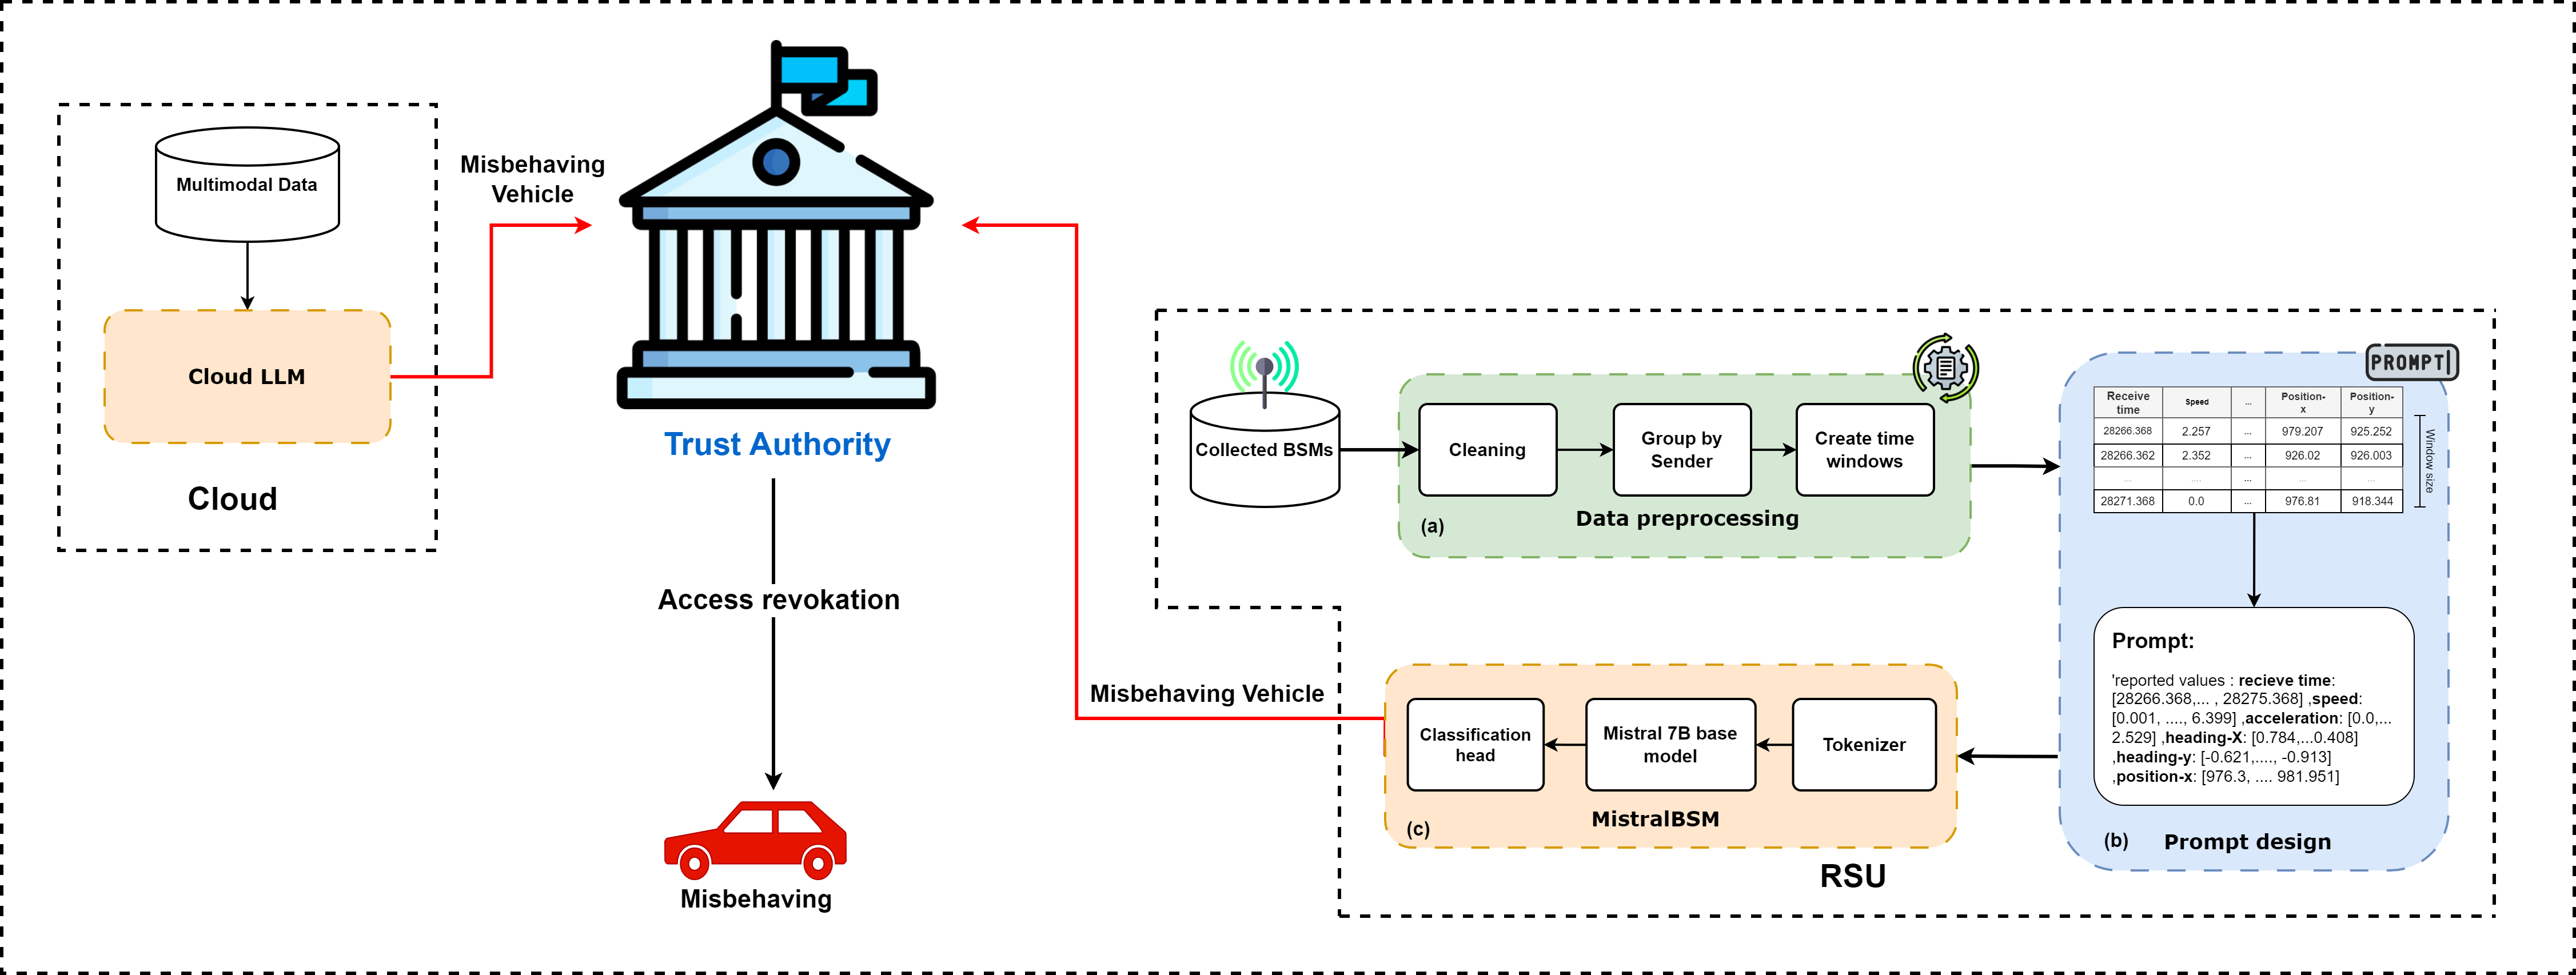 Multimodal Data
Cloud LLM
Cloud
Misbehaving
Vehicle
Trust Authority
Access revokation
Misbehaving
Misbehaving Vehicle
Collected BSMs
Cleaning
Group by
Sender
Create time
windows
(a)
Data preprocessing
PROMPT
Receive
time
Speed
...
Position-
x
Position-
y
28266.368
2.257
...
979.207
925.252
28266.362
2.352
...
926.02
926.003
...
....
...
...
...
28271.368
0.0
...
976.81
918.344
Window size
Prompt:
'reported values : recieve time:
[28266.368,... , 28275.368] ,speed:
[0.001, ...., 6.399] ,acceleration: [0.0,...
2.529] ,heading-X: [0.784,...0.408]
,heading-y: [-0.621,...., -0.913]
,position-x: [976.3, .... 981.951]
(b)
Prompt design
Classification
head
Mistral 7B base
model
Tokenizer
(c)
MistralBSM
RSU